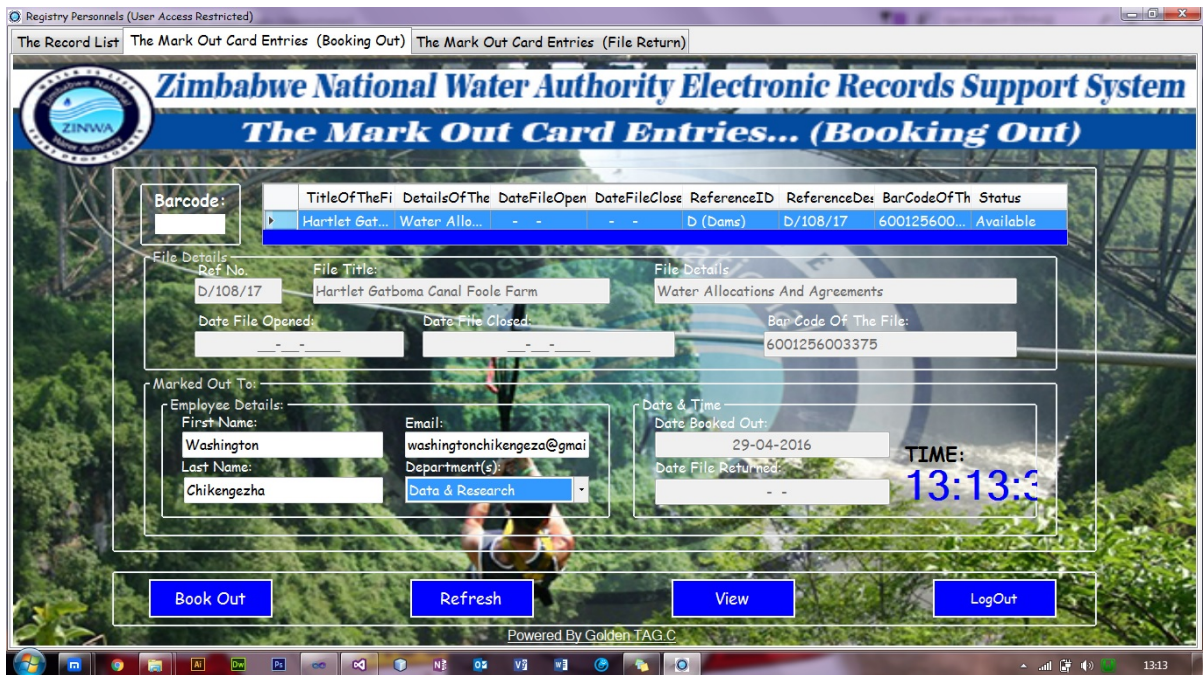 Registry Personnels (User Access Restricted)
The Record List The Mark Out Card Entries (Booking Out) The Mark Out Card Entries (File Return)
Zimbabwe National Water Authority Electronic Records Support System
ZINWA
The Mark Out Card Entries... (Booking Out)
Barcode:
TitleOfTheFi DetailsOfThe DateFileOpen DateFileClose ReferenceID ReferenceDes BarCodeOfTh Status
Hartlet Gat... Water Allo... - - - - D (Dams) D/108/17 600125600... Available
File Details
Ref No. File Title: File Details
D/108/17 Hartlet Gatboma Canal Foole Farm Water Allocations And Agreements
Date File Opened: Date File Closed: Bar Code Of The File:
__-__-____ __-__-____ 6001256003375
Marked Out To:
Employee Details: Date & Time
First Name: Email: Date Booked Out:
Washington washingtonchikengeza@gmai 29-04-2016
Last Name: Department(s): Date File Returned: TIME:
Chikengezha Data & Research - - 13:13:3
Book Out Refresh View LogOut
Powered By Golden TAG.C
13:13